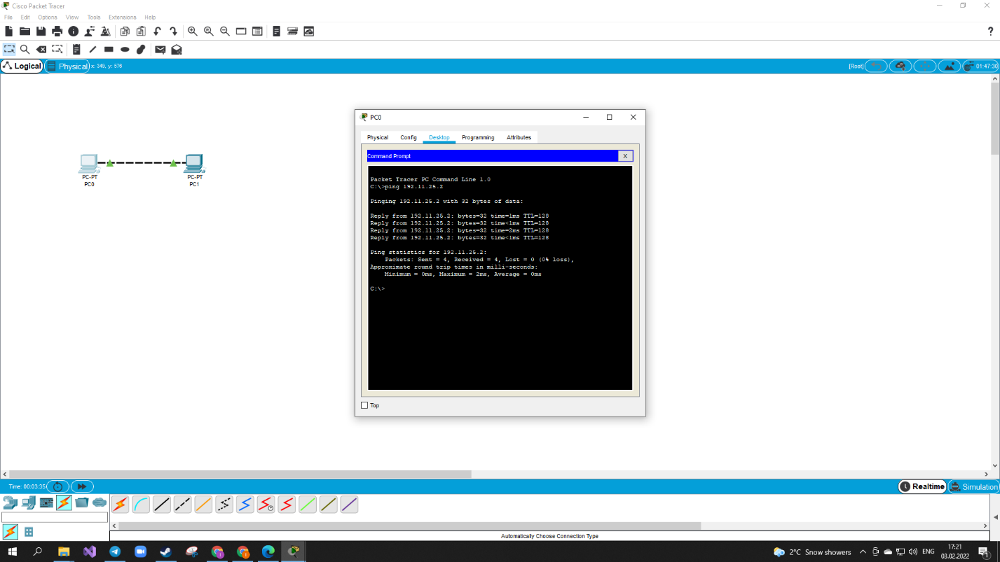 Cisco Packet Tracer
File Edit Options View Tools Extensions Help
?
Logical Physical x: 349, y: 576 [Root] 01:47:30
PC-PT
PC0
PC-PT
PC1
PC0
Physical Config Desktop Programming Attributes
Command Prompt X
Packet Tracer PC Command Line 1.0
C:\>ping 192.11.25.2
Pinging 192.11.25.2 with 32 bytes of data:
Reply from 192.11.25.2: bytes=32 time=1ms TTL=128
Reply from 192.11.25.2: bytes=32 time<1ms TTL=128
Reply from 192.11.25.2: bytes=32 time=2ms TTL=128
Reply from 192.11.25.2: bytes=32 time<1ms TTL=128
Ping statistics for 192.11.25.2:
Packets: Sent = 4, Received = 4, Lost = 0 (0% loss),
Approximate round trip times in milli-seconds:
Minimum = 0ms, Maximum = 2ms, Average = 0ms
C:\>
Top
Time: 00:03:35 Realtime Simulation
Automatically Choose Connection Type
2°C Snow showers ENG 17:21
03.02.2022 1